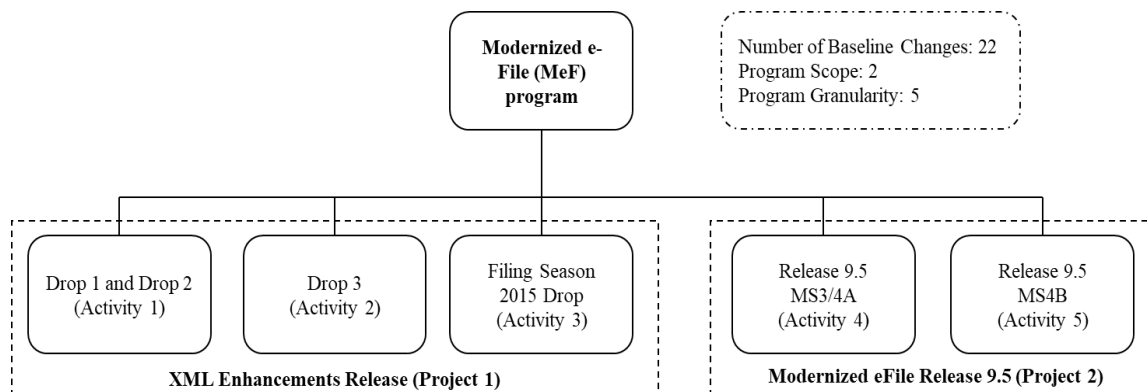 Modernized e-
File (MeF)
program
Number of Baseline Changes: 22
Program Scope: 2
Program Granularity: 5
Drop 1 and Drop 2
(Activity 1)
Drop 3
(Activity 2)
Filing Season
2015 Drop
(Activity 3)
Release 9.5
MS3/4A
(Activity 4)
Release 9.5
MS4B
(Activity 5)
XML Enhancements Release (Project 1)
Modernized eFile Release 9.5 (Project 2)